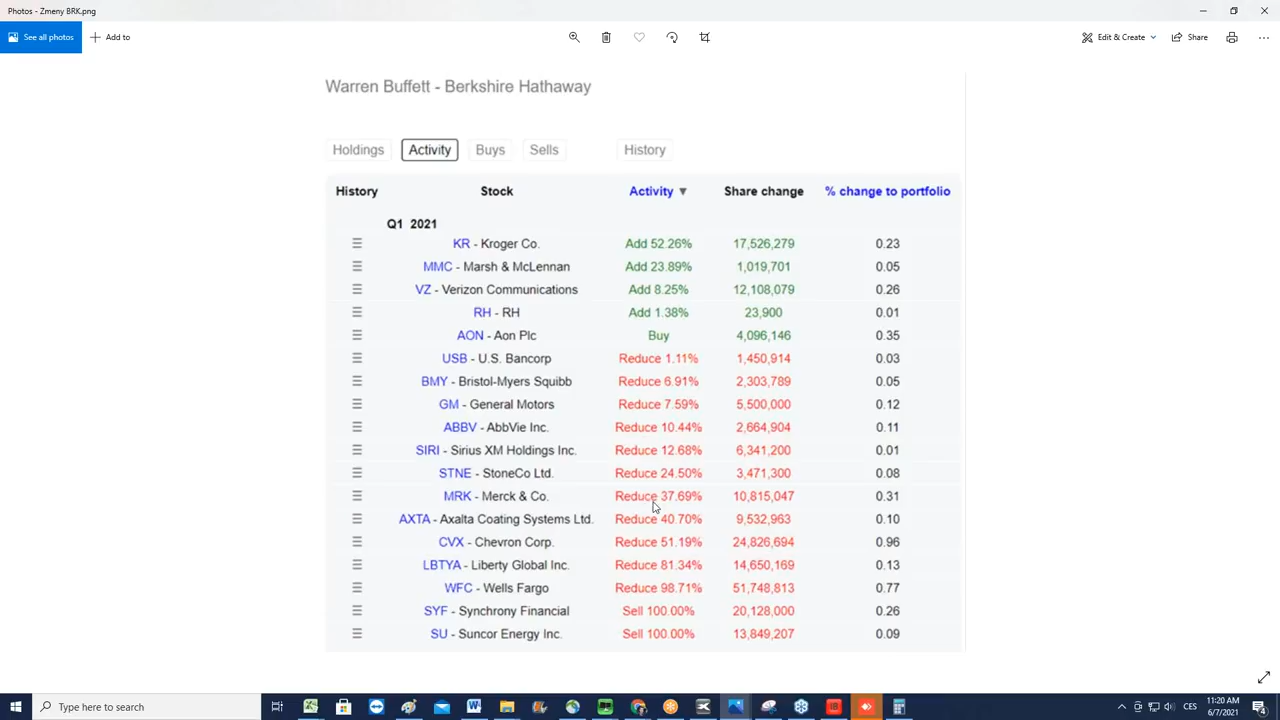 Photos - Zmeny BRK.png
See all photos
Add to
Edit & Create
Share
Warren Buffett - Berkshire Hathaway
Holdings Activity Buys Sells History
History Stock Activity ▼ Share change % change to portfolio
Q1 2021
KR - Kroger Co. Add 52.26% 17,526,279 0.23
MMC - Marsh & McLennan Add 23.89% 1,019,701 0.05
VZ - Verizon Communications Add 8.25% 12,108,079 0.26
RH - RH Add 1.38% 23,900 0.01
AON - Aon Plc Buy 4,096,146 0.35
USB - U.S. Bancorp Reduce 1.11% 1,450,914 0.03
BMY - Bristol-Myers Squibb Reduce 6.91% 2,303,789 0.05
GM - General Motors Reduce 7.59% 5,500,000 0.12
ABBV - AbbVie Inc. Reduce 10.44% 2,664,904 0.11
SIRI - Sirius XM Holdings Inc. Reduce 12.68% 6,341,200 0.01
STNE - StoneCo Ltd. Reduce 24.50% 3,471,300 0.08
MRK - Merck & Co. Reduce 37.69% 10,815,047 0.31
AXTA - Axalta Coating Systems Ltd. Reduce 40.70% 9,532,963 0.10
CVX - Chevron Corp. Reduce 51.19% 24,826,694 0.96
LBTYA - Liberty Global Inc. Reduce 81.34% 14,650,169 0.13
WFC - Wells Fargo Reduce 98.71% 51,748,813 0.77
SYF - Synchrony Financial Sell 100.00% 20,128,000 0.26
SU - Suncor Energy Inc. Sell 100.00% 13,849,207 0.09
Type here to search
CES
11:20 AM
6/7/2021